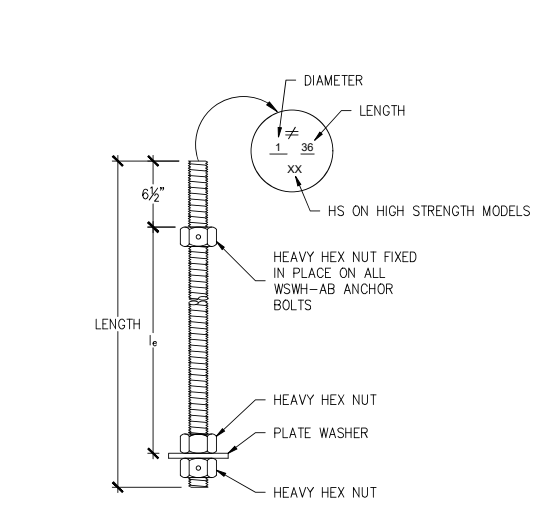 DIAMETER
LENGTH
≠
1 36
XX
HS ON HIGH STRENGTH MODELS
6½"
HEAVY HEX NUT FIXED
IN PLACE ON ALL
WSWH-AB ANCHOR
BOLTS
LENGTH
le
HEAVY HEX NUT
PLATE WASHER
HEAVY HEX NUT